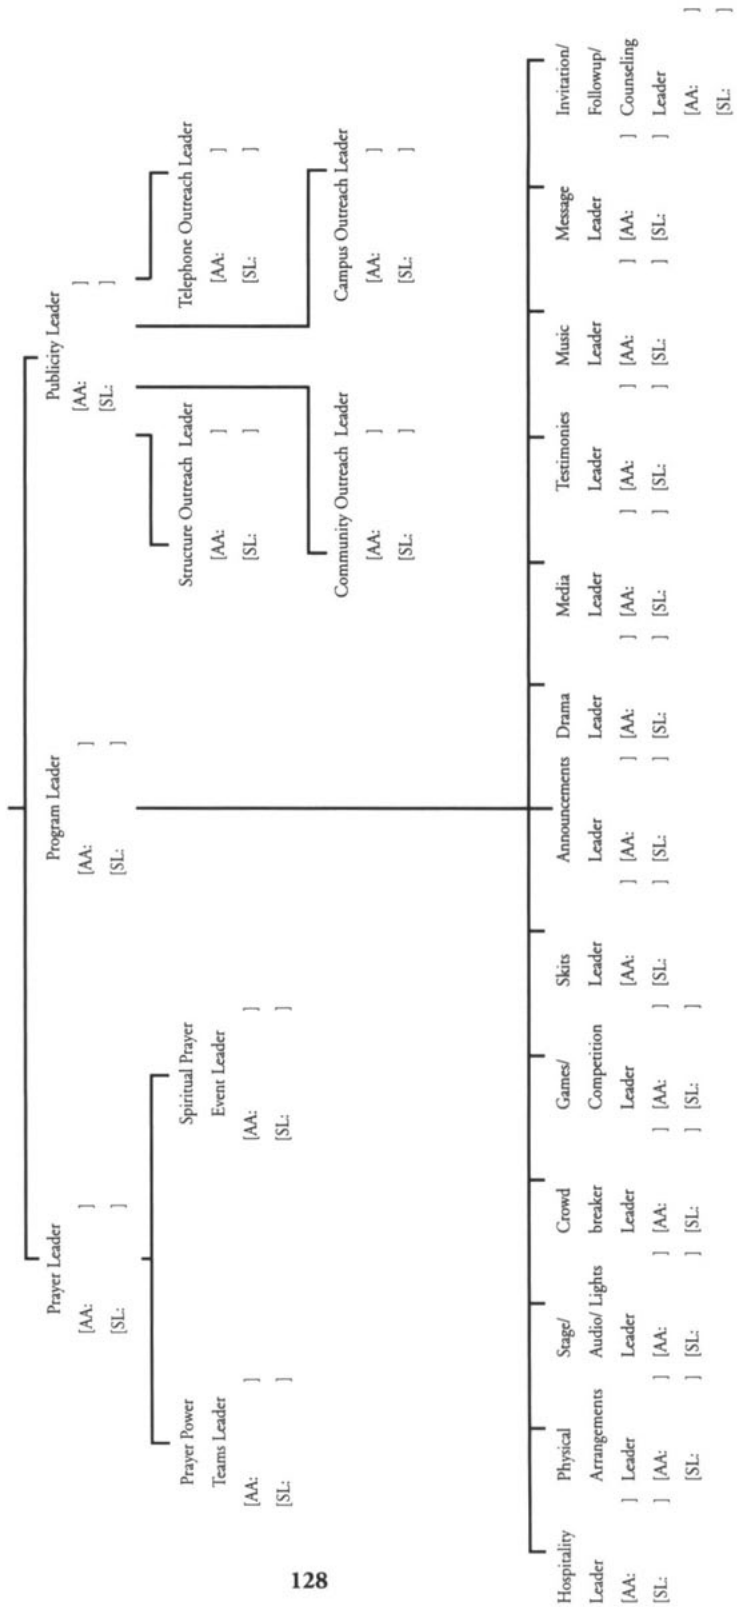 Prayer Leader
[AA: ]
[SL: ]
Program Leader
[AA: ]
[SL: ]
Publicity Leader
[AA: ]
[SL: ]
Prayer Power
Teams Leader
[AA: ]
[SL: ]
Spiritual Prayer
Event Leader
[AA: ]
[SL: ]
Structure Outreach Leader
[AA: ]
[SL: ]
Telephone Outreach Leader
[AA: ]
[SL: ]
Community Outreach Leader
[AA: ]
[SL: ]
Campus Outreach Leader
[AA: ]
[SL: ]
Hospitality
Leader
[AA: ]
[SL: ]
Physical
Arrangements
Leader
[AA: ]
[SL: ]
Stage/
Audio/ Lights
Leader
[AA: ]
[SL: ]
Crowd
breaker
Leader
[AA: ]
[SL: ]
Games/
Competition
Leader
[AA: ]
[SL: ]
Skits
Leader
[AA: ]
[SL: ]
Announcements
Leader
[AA: ]
[SL: ]
Drama
Leader
[AA: ]
[SL: ]
Media
Leader
[AA: ]
[SL: ]
Testimonies
Leader
[AA: ]
[SL: ]
Music
Leader
[AA: ]
[SL: ]
Message
Leader
[AA: ]
[SL: ]
Invitation/
Followup/
Counseling
Leader
[AA: ]
[SL: ]
128